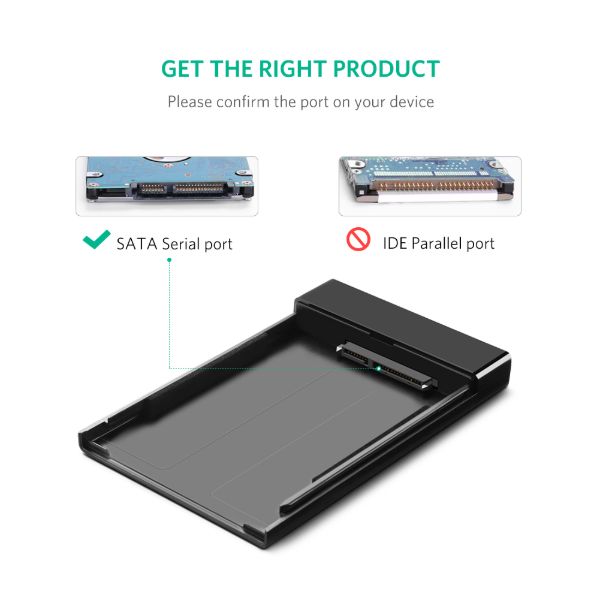 GET THE RIGHT PRODUCT
Please confirm the port on your device
SATA Serial port
IDE Parallel port